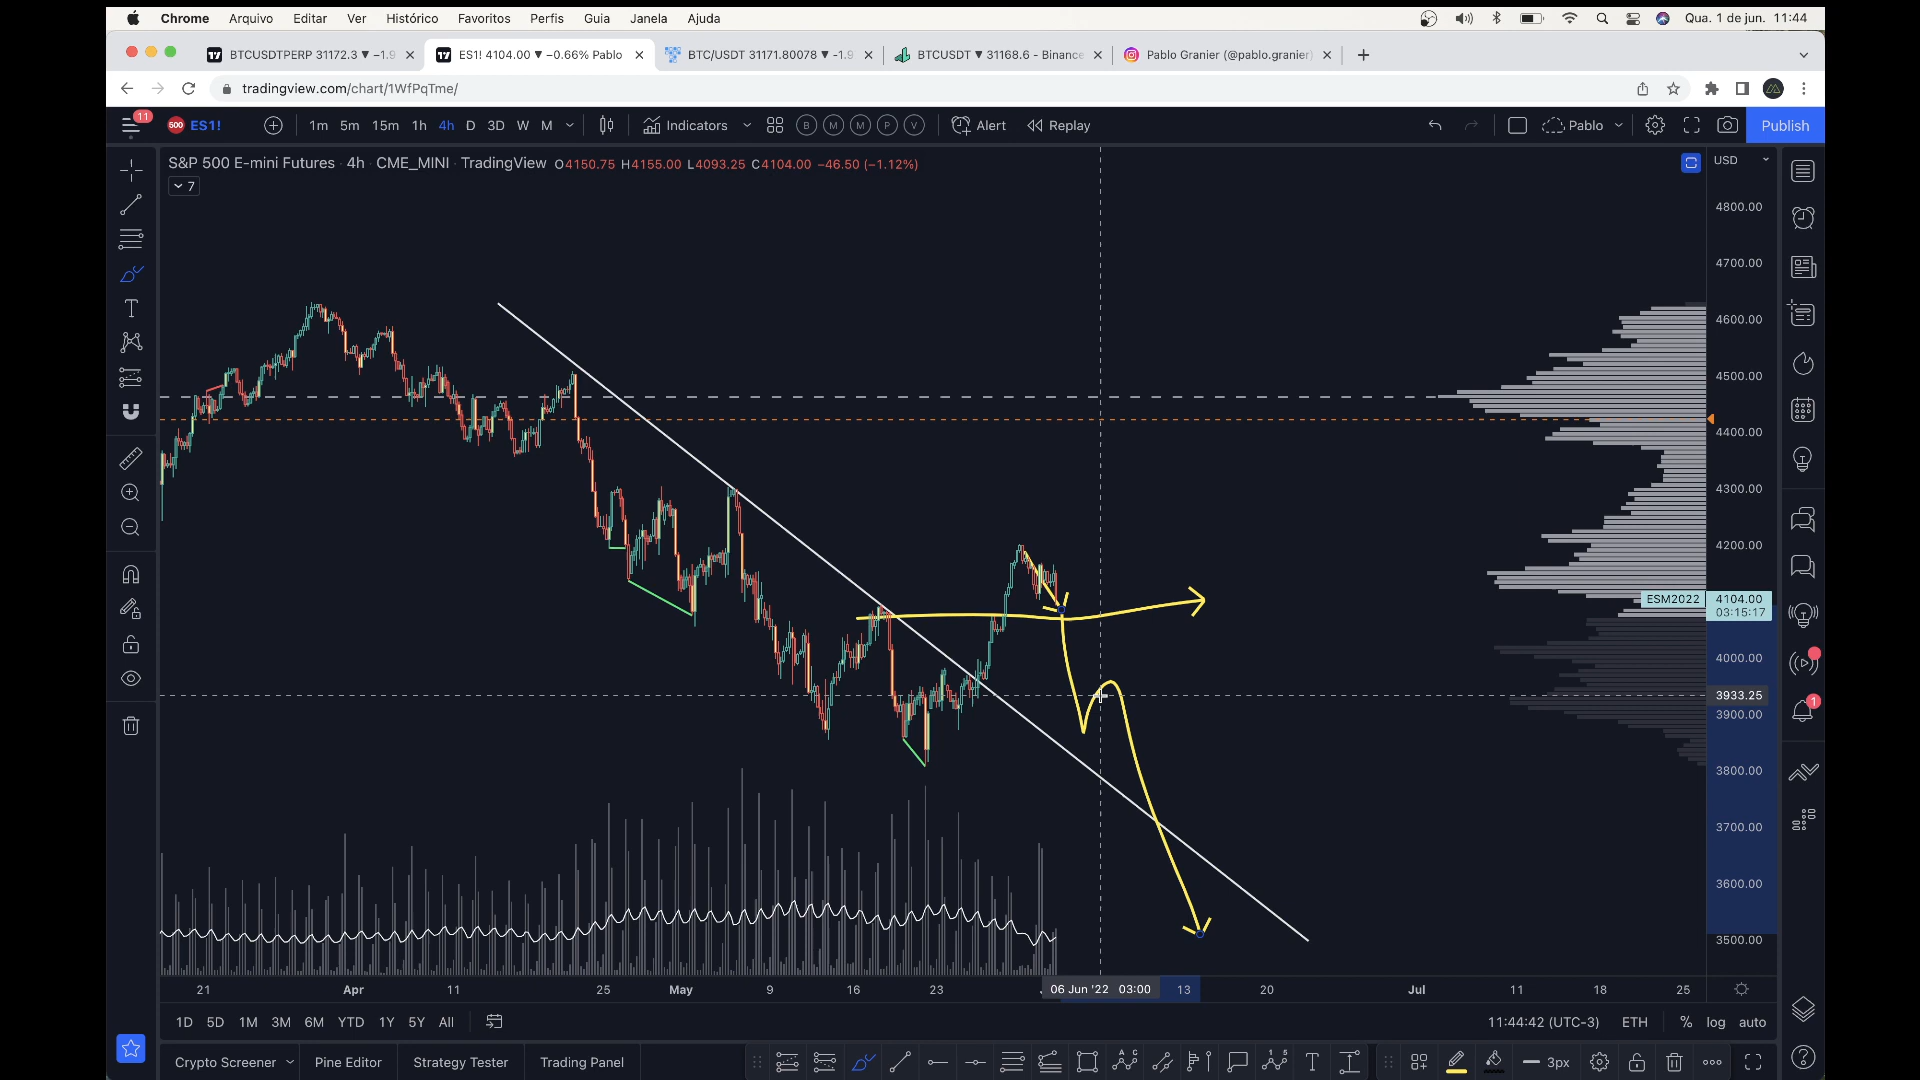 Chrome Arquivo Editar Ver Histórico Favoritos Perfis Guia Janela Ajuda Qua. 1 de jun. 11:44
BTCUSDTPERP 31172.3 ▼ −1.9 ES1! 4104.00 ▼ −0.66% Pablo BTC/USDT 31171.80078 ▼ -1.9 BTCUSDT ▼ 31168.6 - Binance Pablo Granier (@pablo.granier)
tradingview.com/chart/1WfPqTme/
11 500 ES1! 1m 5m 15m 1h 4h D 3D W M Indicators B M M P V Alert Replay Pablo Publish
S&P 500 E-mini Futures · 4h · CME_MINI · TradingView O4150.75 H4155.00 L4093.25 C4104.00 −46.50 (−1.12%) USD
7
4800.00
4700.00
4600.00
4500.00
4400.00
4300.00
4200.00
ESM2022 4104.00
03:15:17
4000.00
3933.25
3900.00
1
3800.00
3700.00
3600.00
3500.00
21 Apr 11 25 May 9 16 23 06 Jun '22 03:00 13 20 Jul 11 18 25
1D 5D 1M 3M 6M YTD 1Y 5Y All 11:44:42 (UTC-3) ETH % log auto
Crypto Screener Pine Editor Strategy Tester Trading Panel 3px